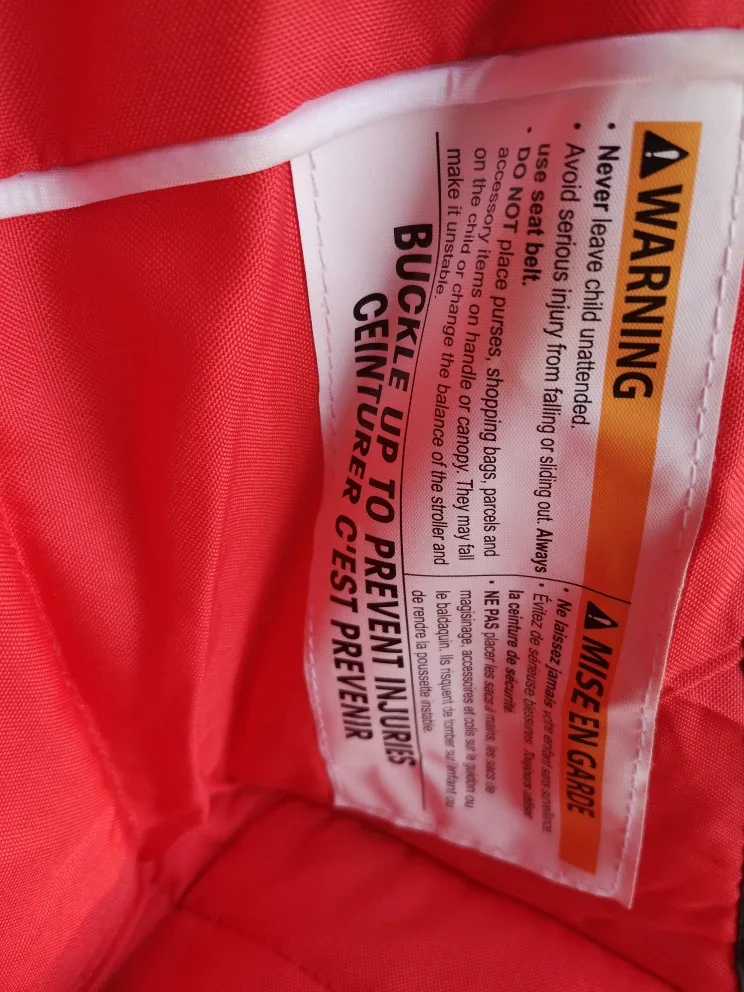 WARNING
• Never leave child unattended.
• Avoid serious injury from falling or sliding out. Always
use seat belt.
• DO NOT place purses, shopping bags, parcels and
accessory items on handle or canopy. They may fall
on the child or change the balance of the stroller and
make it unstable.
MISE EN GARDE
• Ne laissez jamais votre enfant sans surveillance
• Évitez de sérieuse blessures Toujours utiliser
la ceinture de sécurité
• NE PAS placer les sacs à mains, les sacs de
magisinage, accessoires et colis sur le guidon ou
le baldaquin. Ils risquent de tomber sur l'enfant ou
de rendre la poussette instable.
BUCKLE UP TO PREVENT INJURIES
CEINTURER C'EST PREVENIR